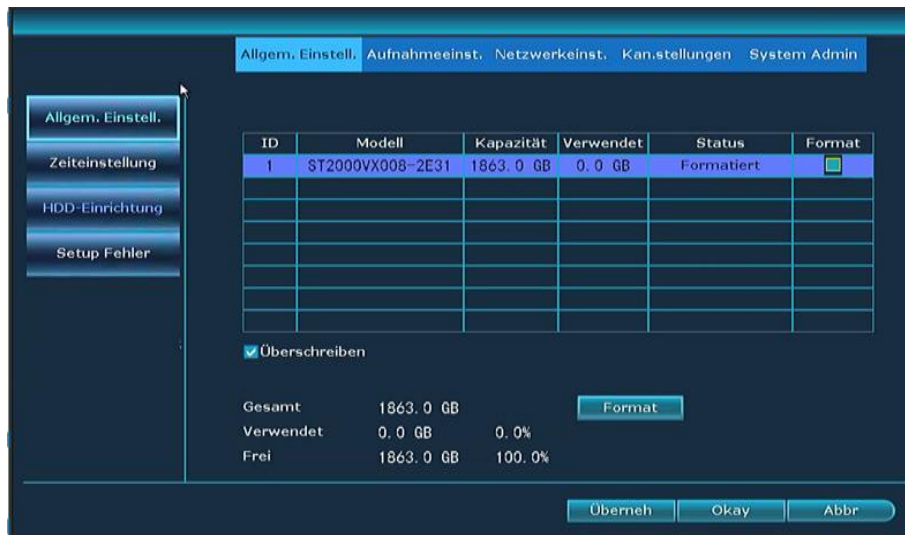 Allgem. Einstell. Aufnahmeeinst. Netzwerkeinst. Kan.stellungen System Admin
Allgem. Einstell.
Zeiteinstellung
HDD-Einrichtung
Setup Fehler
ID Modell Kapazität Verwendet Status Format
1 ST2000VX008-2E31 1863.0 GB 0.0 GB Formatiert
Überschreiben
Gesamt 1863.0 GB Format
Verwendet 0.0 GB 0.0%
Frei 1863.0 GB 100.0%
Überneh Okay Abbr